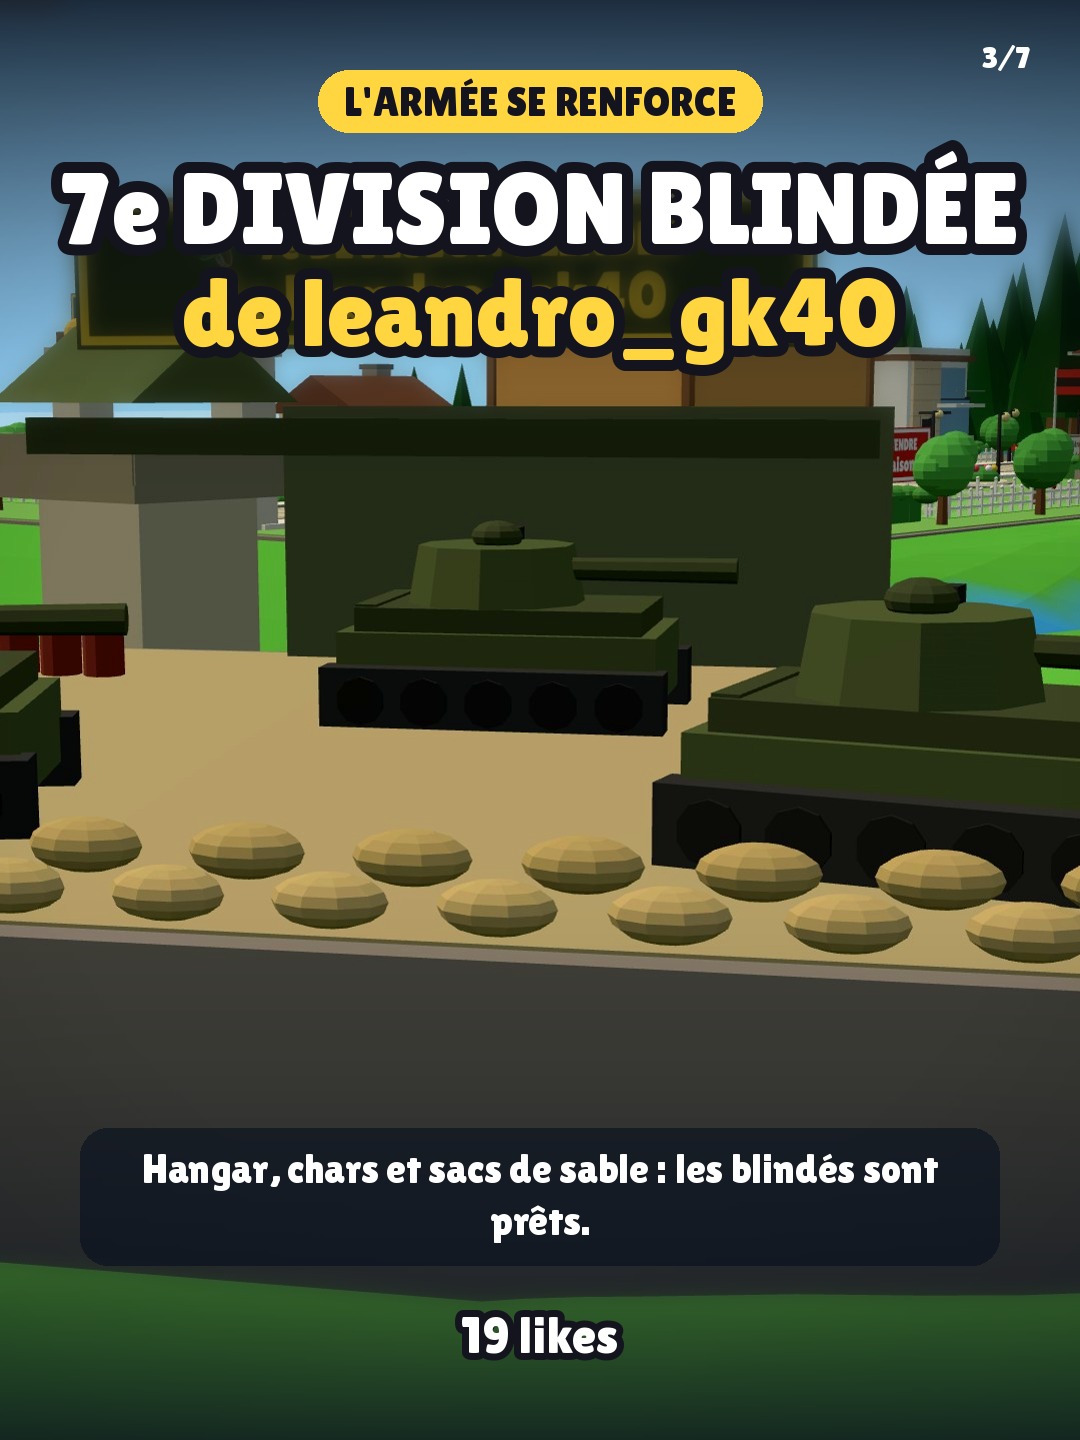 3/7
L'ARMÉE SE RENFORCE
7e DIVISION BLINDÉE
de leandro_gk40
40
Hangar, chars et sacs de sable : les blindés sont
prêts.
19 likes